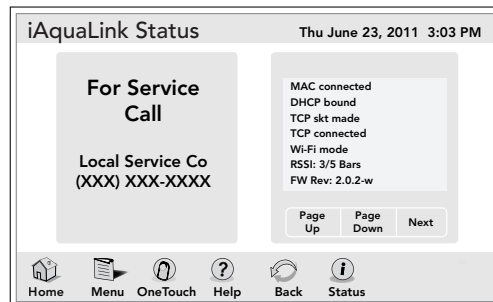 iAquaLink Status
Thu June 23, 2011 3:03 PM
For Service
Call
Local Service Co
(XXX) XXX-XXXX
MAC connected
DHCP bound
TCP skt made
TCP connected
Wi-Fi mode
RSSI: 3/5 Bars
FW Rev: 2.0.2-w
Page Up
Page Down
Next
Home
Menu
OneTouch
Help
Back
Status